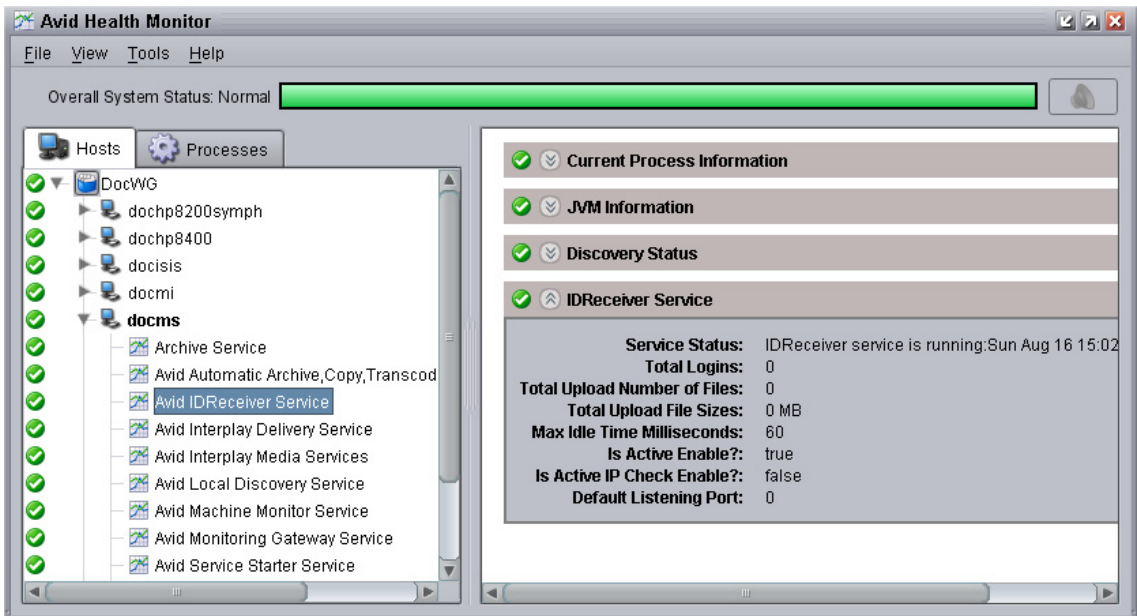 Avid Health Monitor
File View Tools Help
Overall System Status: Normal
Hosts Processes
DocWG
dochp8200symph
dochp8400
docisis
docmi
docms
Archive Service
Avid Automatic Archive,Copy,Transcod
Avid IDReceiver Service
Avid Interplay Delivery Service
Avid Interplay Media Services
Avid Local Discovery Service
Avid Machine Monitor Service
Avid Monitoring Gateway Service
Avid Service Starter Service
Current Process Information
JVM Information
Discovery Status
IDReceiver Service
Service Status: IDReceiver service is running:Sun Aug 16 15:02
Total Logins: 0
Total Upload Number of Files: 0
Total Upload File Sizes: 0 MB
Max Idle Time Milliseconds: 60
Is Active Enable?: true
Is Active IP Check Enable?: false
Default Listening Port: 0